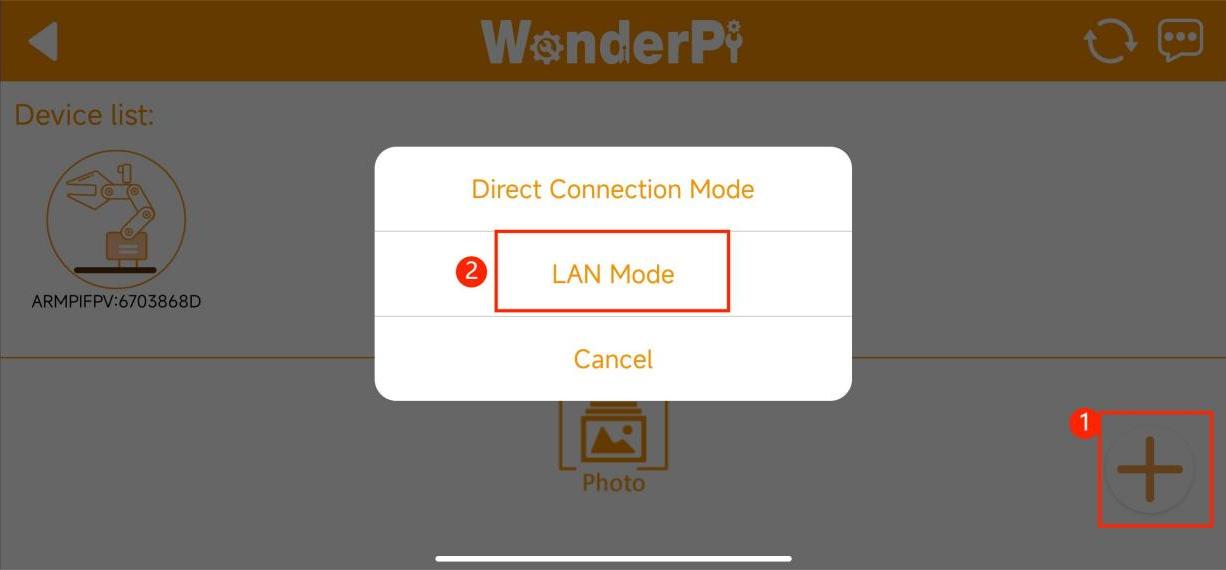 WonderPi
Device list:
ARMPIFPV:6703868D
Direct Connection Mode
2
LAN Mode
Cancel
1
Photo